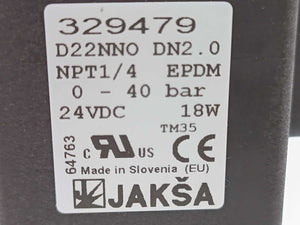 329479
D22NNO DN2.0
NPT1/4 EPDM
0 - 40 bar
24VDC 18W
TM35
64763
c UR US CE
Made in Slovenia (EU)
JAKŠA